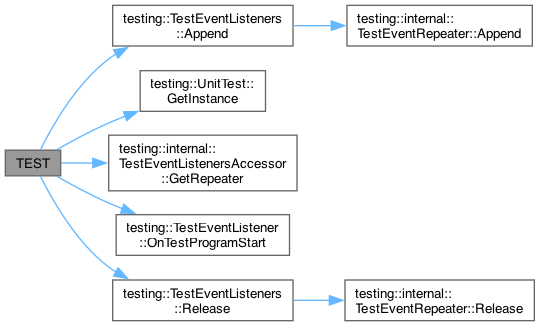 TEST
testing::TestEventListeners
::Append
testing::internal::
TestEventRepeater::Append
testing::UnitTest::
GetInstance
testing::internal::
TestEventListenersAccessor
::GetRepeater
testing::TestEventListener
::OnTestProgramStart
testing::TestEventListeners
::Release
testing::internal::
TestEventRepeater::Release